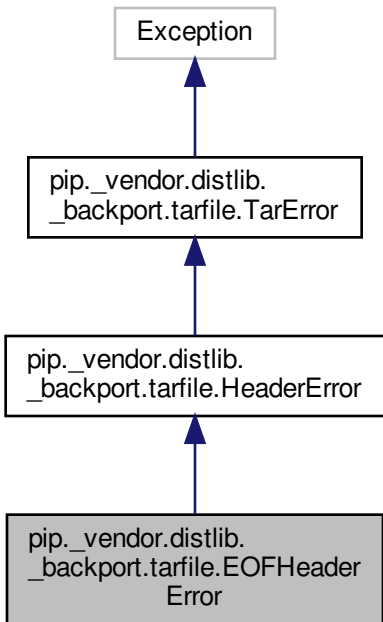 Exception
pip._vendor.distlib.
_backport.tarfile.TarError
pip._vendor.distlib.
_backport.tarfile.HeaderError
pip._vendor.distlib.
_backport.tarfile.EOFHeader
Error